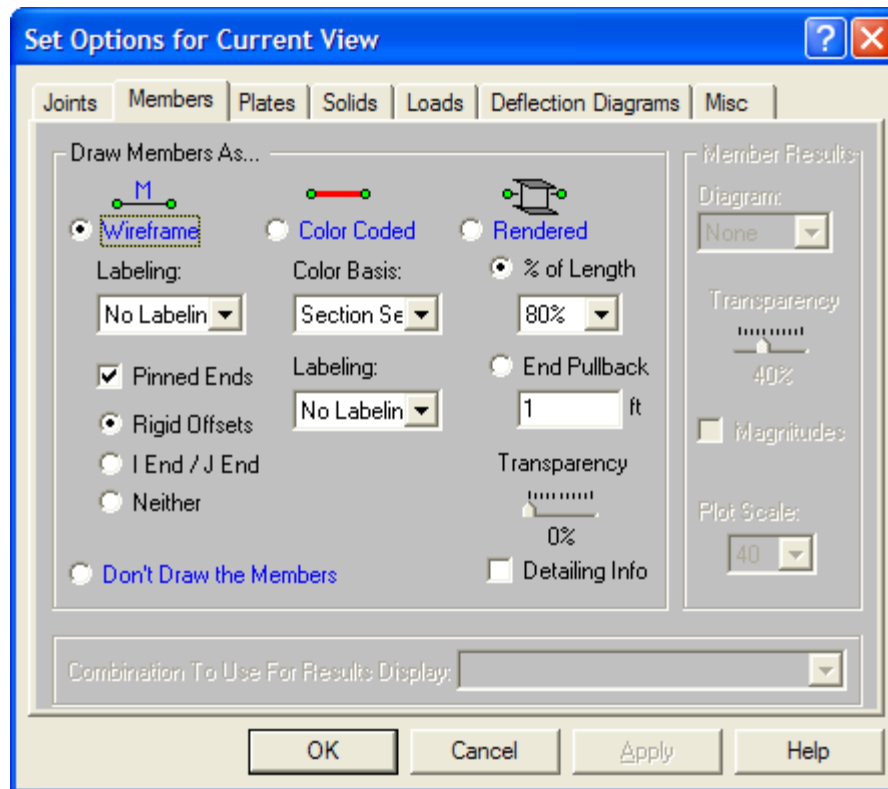 Set Options for Current View
Joints Members Plates Solids Loads Deflection Diagrams Misc
Draw Members As...
M
Wireframe
Labeling:
No Labelin
Pinned Ends
Rigid Offsets
I End / J End
Neither
Don't Draw the Members
Color Coded
Color Basis:
Section Se
Labeling:
No Labelin
Rendered
% of Length
80%
End Pullback
1 ft
Transparency
0%
Detailing Info
Member Results
Diagram:
None
Transparency
40%
Magnitudes
Plot Scale:
40
Combination To Use For Results Display:
OK Cancel Apply Help